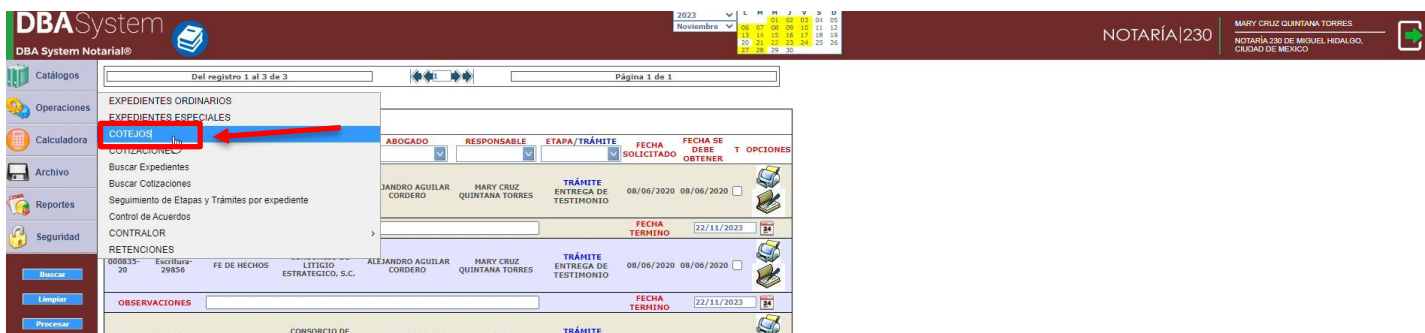 DBASystem
DBA System Notarial®
2023
Noviembre
L M M J V S D
01 02 03 04 05
06 07 08 09 10 11 12
13 14 15 16 17 18 19
20 21 22 23 24 25 26
27 28 29 30
NOTARÍA|230
MARY CRUZ QUINTANA TORRES
NOTARÍA 230 DE MIGUEL HIDALGO,
CIUDAD DE MEXICO
Catálogos
Operaciones
Calculadora
Archivo
Reportes
Seguridad
Buscar
Limpiar
Procesar
Del registro 1 al 3 de 3
1
Página 1 de 1
EXPEDIENTES ORDINARIOS
EXPEDIENTES ESPECIALES
COTEJOS
COTIZACIONES
Buscar Expedientes
Buscar Cotizaciones
Seguimiento de Etapas y Trámites por expediente
Control de Acuerdos
CONTRALOR
RETENCIONES
ABOGADO
RESPONSABLE
ETAPA/TRÁMITE
FECHA SOLICITADO
FECHA SE DEBE OBTENER
T
OPCIONES
AGUILAR CORDERO
MARY CRUZ QUINTANA TORRES
TRÁMITE
ENTREGA DE TESTIMONIO
08/06/2020
08/06/2020
FECHA TERMINO
22/11/2023
24
000835-20
Escritura-29856
FE DE HECHOS
LITIGIO ESTRATEGICO, S.C.
ALEJANDRO AGUILAR CORDERO
MARY CRUZ QUINTANA TORRES
TRÁMITE
ENTREGA DE TESTIMONIO
08/06/2020
08/06/2020
OBSERVACIONES
FECHA TERMINO
22/11/2023
24
CONSORCIO DE
TRÁMITE